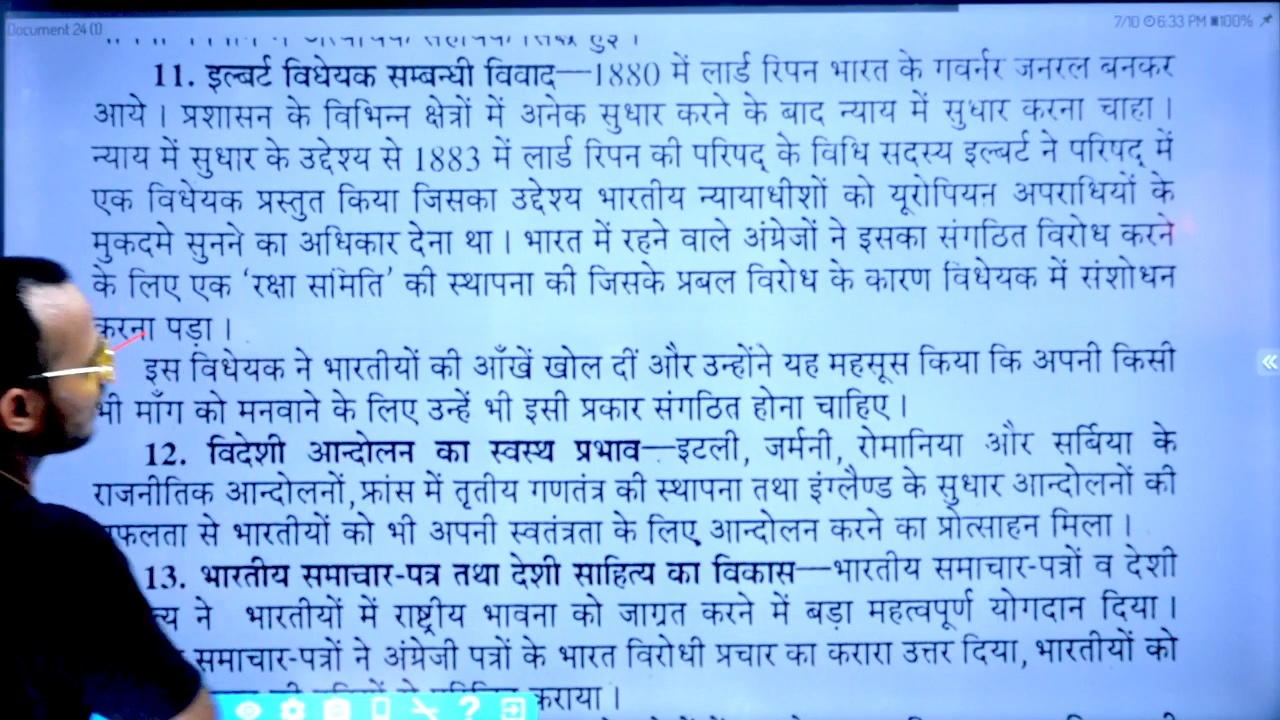 Document 24 (1)
7/10 6:33 PM 100%
11. इल्बर्ट विधेयक सम्बन्धी विवाद—1880 में लार्ड रिपन भारत के गवर्नर जनरल बनकर
आये । प्रशासन के विभिन्न क्षेत्रों में अनेक सुधार करने के बाद न्याय में सुधार करना चाहा ।
न्याय में सुधार के उद्देश्य से 1883 में लार्ड रिपन की परिषद् के विधि सदस्य इल्बर्ट ने परिषद् में
एक विधेयक प्रस्तुत किया जिसका उद्देश्य भारतीय न्यायाधीशों को यूरोपियन अपराधियों के
मुकदमे सुनने का अधिकार देना था । भारत में रहने वाले अंग्रेजों ने इसका संगठित विरोध करने
के लिए एक ‘रक्षा समिति’ की स्थापना की जिसके प्रबल विरोध के कारण विधेयक में संशोधन
करना पड़ा ।
इस विधेयक ने भारतीयों की आँखें खोल दीं और उन्होंने यह महसूस किया कि अपनी किसी
भी माँग को मनवाने के लिए उन्हें भी इसी प्रकार संगठित होना चाहिए ।
12. विदेशी आन्दोलन का स्वस्थ प्रभाव—इटली, जर्मनी, रोमानिया और सर्बिया के
राजनीतिक आन्दोलनों, फ्रांस में तृतीय गणतंत्र की स्थापना तथा इंग्लैण्ड के सुधार आन्दोलनों की
से भारतीयों को भी अपनी स्वतंत्रता के लिए आन्दोलन करने का प्रोत्साहन मिला ।
13. भारतीय समाचार-पत्र तथा देशी साहित्य का विकास—भारतीय समाचार-पत्रों व देशी
ने भारतीयों में राष्ट्रीय भावना को जाग्रत करने में बड़ा महत्वपूर्ण योगदान दिया ।
समाचार-पत्रों ने अंग्रेजी पत्रों के भारत विरोधी प्रचार का करारा उत्तर दिया, भारतीयों को
कराया ।